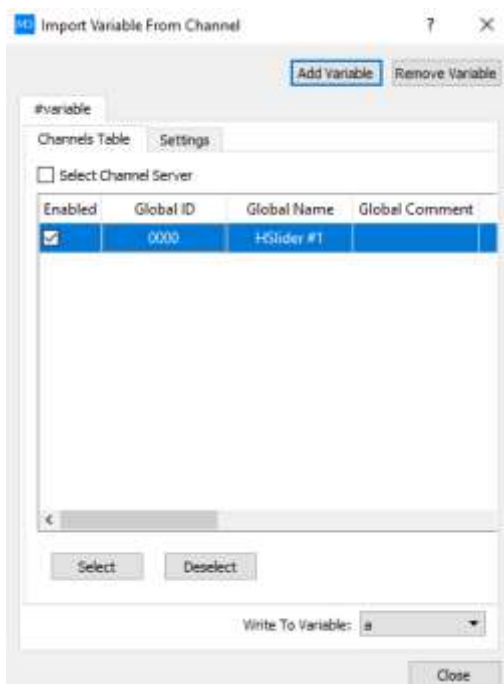 Import Variable From Channel ? ×
Add Variable Remove Variable
#variable
Channels Table Settings
Select Channel Server
Enabled Global ID Global Name Global Comment
0000 HSlider #1
Select Deselect
Write To Variable: a
Close